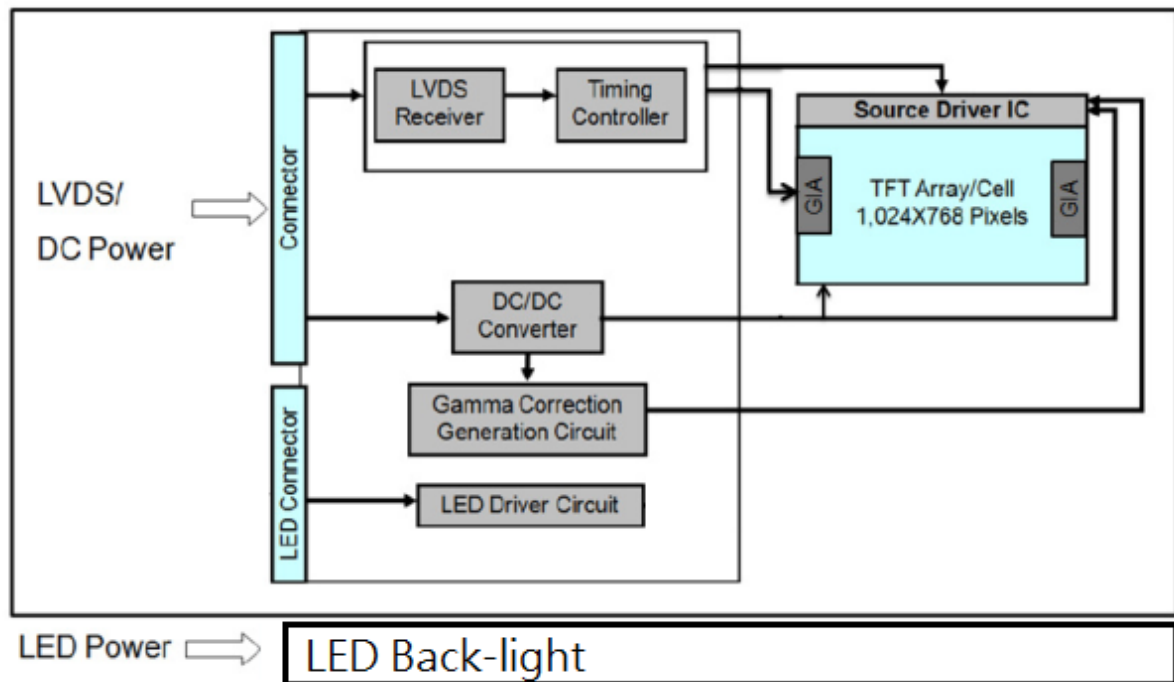 LVDS/
DC Power
Connector
LVDS
Receiver
Timing
Controller
Source Driver IC
GIA
TFT Array/Cell
1,024X768 Pixels
GIA
DC/DC
Converter
Gamma Correction
Generation Circuit
LED Connector
LED Driver Circuit
LED Power
LED Back-light